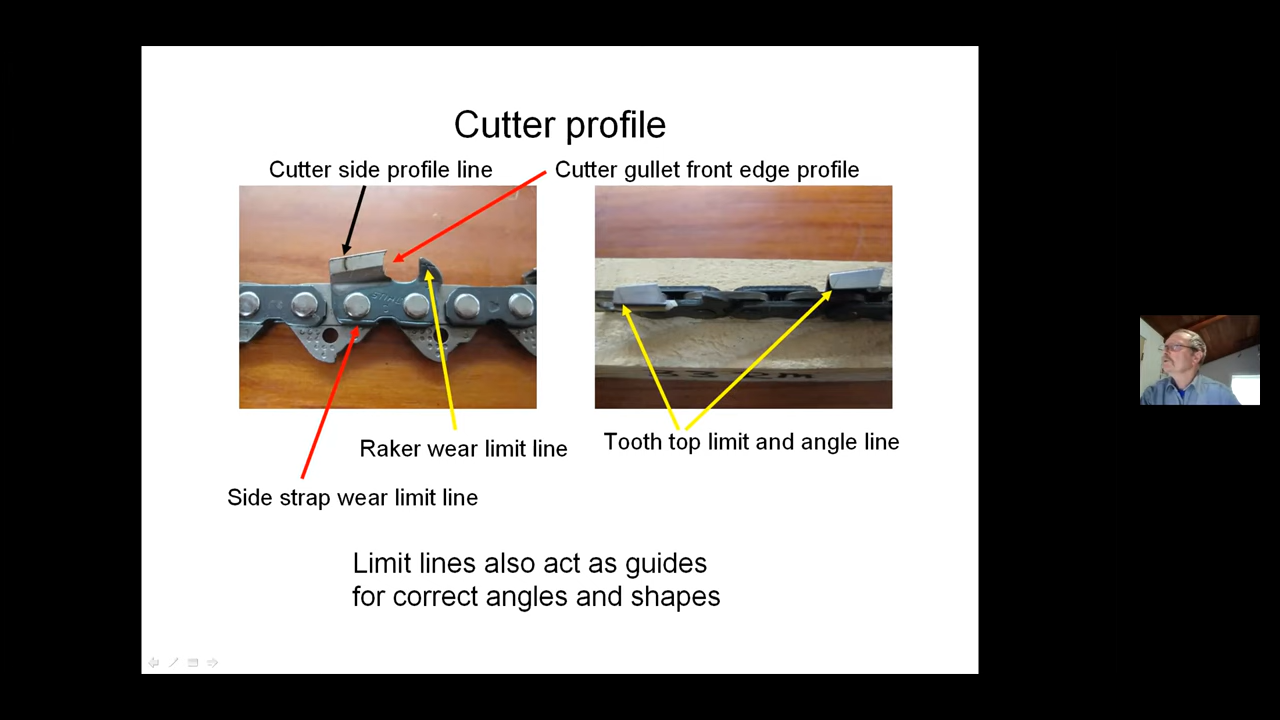 Cutter profile
Cutter side profile line
Cutter gullet front edge profile
Raker wear limit line
Tooth top limit and angle line
Side strap wear limit line
Limit lines also act as guides
for correct angles and shapes